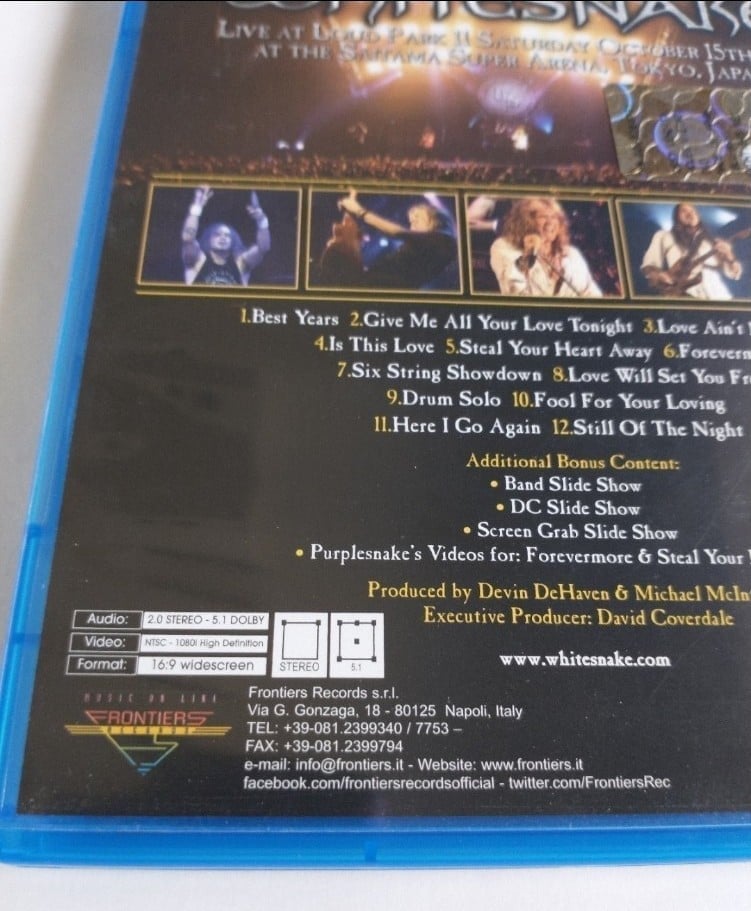 WHITESNAKE
Live at Loud Park 11 Saturday October 15th
at the Saitama Super Arena, Tokyo, Japa
1.Best Years 2.Give Me All Your Love Tonight 3.Love Ain't
4.Is This Love 5.Steal Your Heart Away 6.Foreverm
7.Six String Showdown 8.Love Will Set You Fr
9.Drum Solo 10.Fool For Your Loving
11.Here I Go Again 12.Still Of The Night
Additional Bonus Content:
• Band Slide Show
• DC Slide Show
• Screen Grab Slide Show
• Purplesnake's Videos for: Forevermore & Steal Your
Produced by Devin DeHaven & Michael McIn
Executive Producer: David Coverdale
Audio: 2.0 STEREO - 5.1 DOLBY
Video: NTSC - 1080i High Definition
Format: 16:9 widescreen
STEREO
5.1
www.whitesnake.com
MUSIC ON LINE
FRONTIERS
RECORDS
Frontiers Records s.r.l.
Via G. Gonzaga, 18 - 80125 Napoli, Italy
TEL: +39-081.2399340 / 7753 –
FAX: +39-081.2399794
e-mail: info@frontiers.it - Website: www.frontiers.it
facebook.com/frontiersrecordsofficial - twitter.com/FrontiersRec